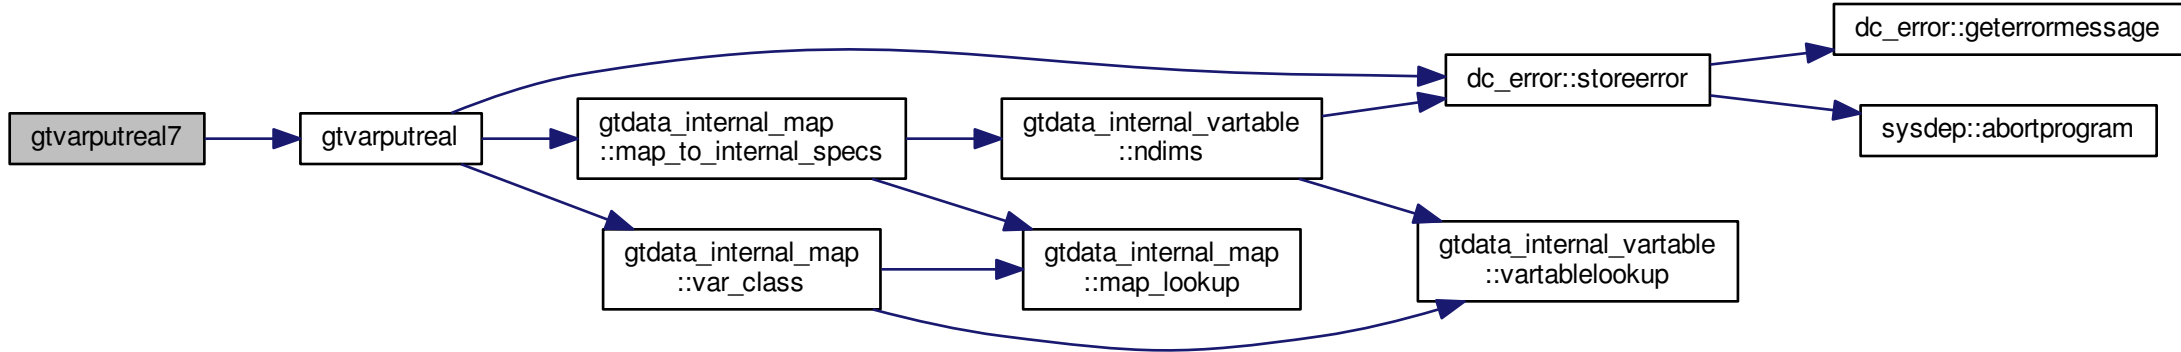 gtvarputreal7
gtvarputreal
gtdata_internal_map
::map_to_internal_specs
gtdata_internal_map
::var_class
gtdata_internal_vartable
::ndims
gtdata_internal_map
::map_lookup
dc_error::storeerror
gtdata_internal_vartable
::vartablelookup
dc_error::geterrormessage
sysdep::abortprogram